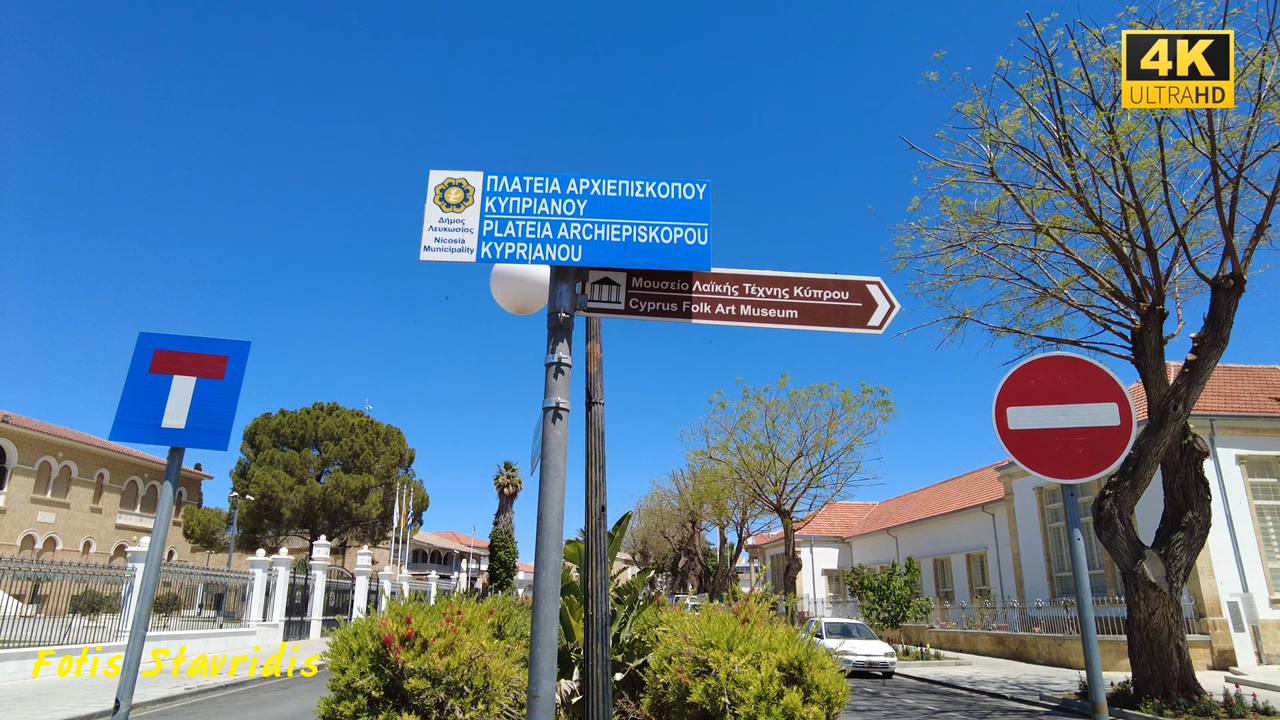 4K
ULTRAHD
ΠΛΑΤΕΙΑ ΑΡΧΙΕΠΙΣΚΟΠΟΥ
ΚΥΠΡΙΑΝΟΥ
PLATEIA ARCHIEPISKOPOU
KYPRIANOU
Δήμος
Λευκωσίας
Nicosia
Municipality
Μουσείο Λαϊκής Τέχνης Κύπρου
Cyprus Folk Art Museum
Fotis Stavridis